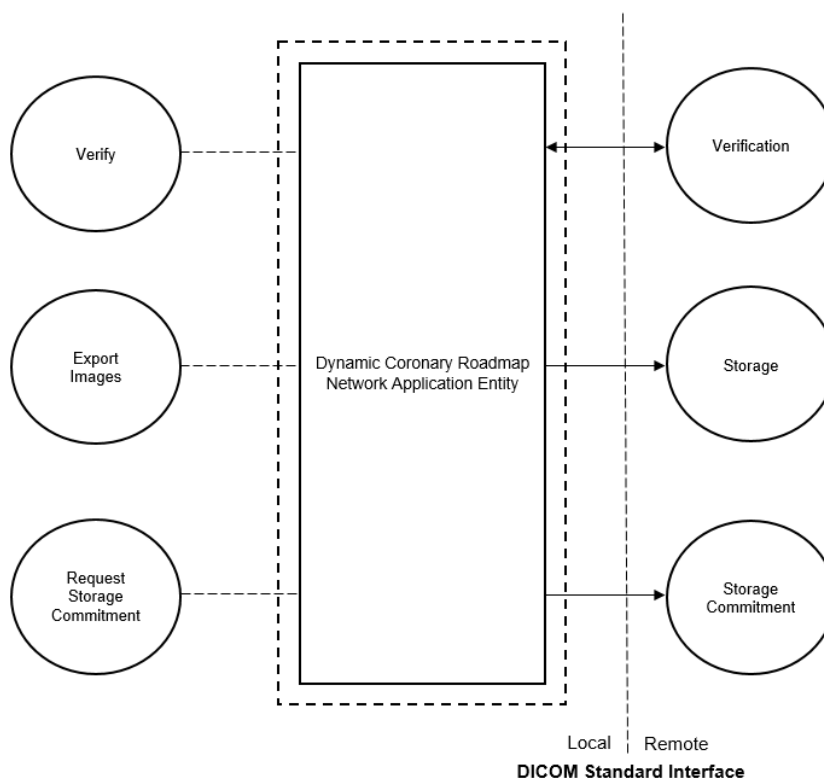 Verify
Verification
Export
Images
Dynamic Coronary Roadmap
Network Application Entity
Storage
Request
Storage
Commitment
Storage
Commitment
Local
Remote
DICOM Standard Interface